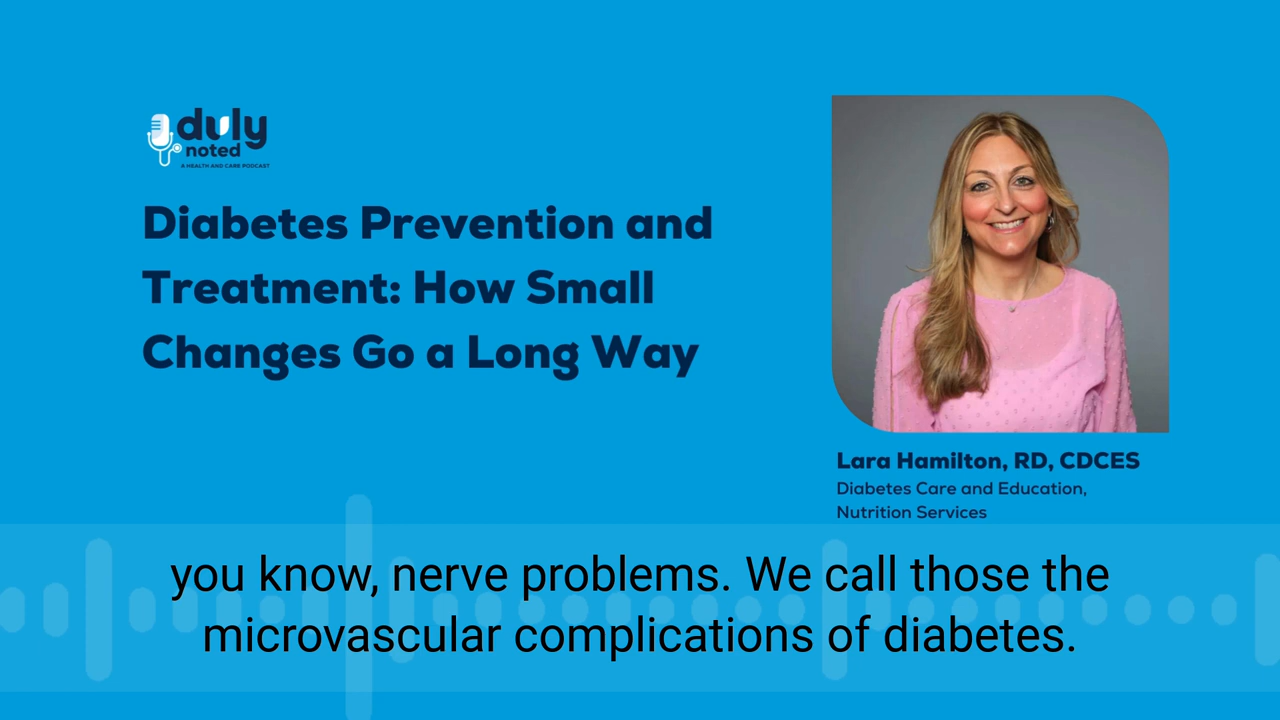 duly
noted
A HEALTH AND CARE PODCAST
Diabetes Prevention and
Treatment: How Small
Changes Go a Long Way
Lara Hamilton, RD, CDCES
Diabetes Care and Education,
Nutrition Services
you know, nerve problems. We call those the
microvascular complications of diabetes.